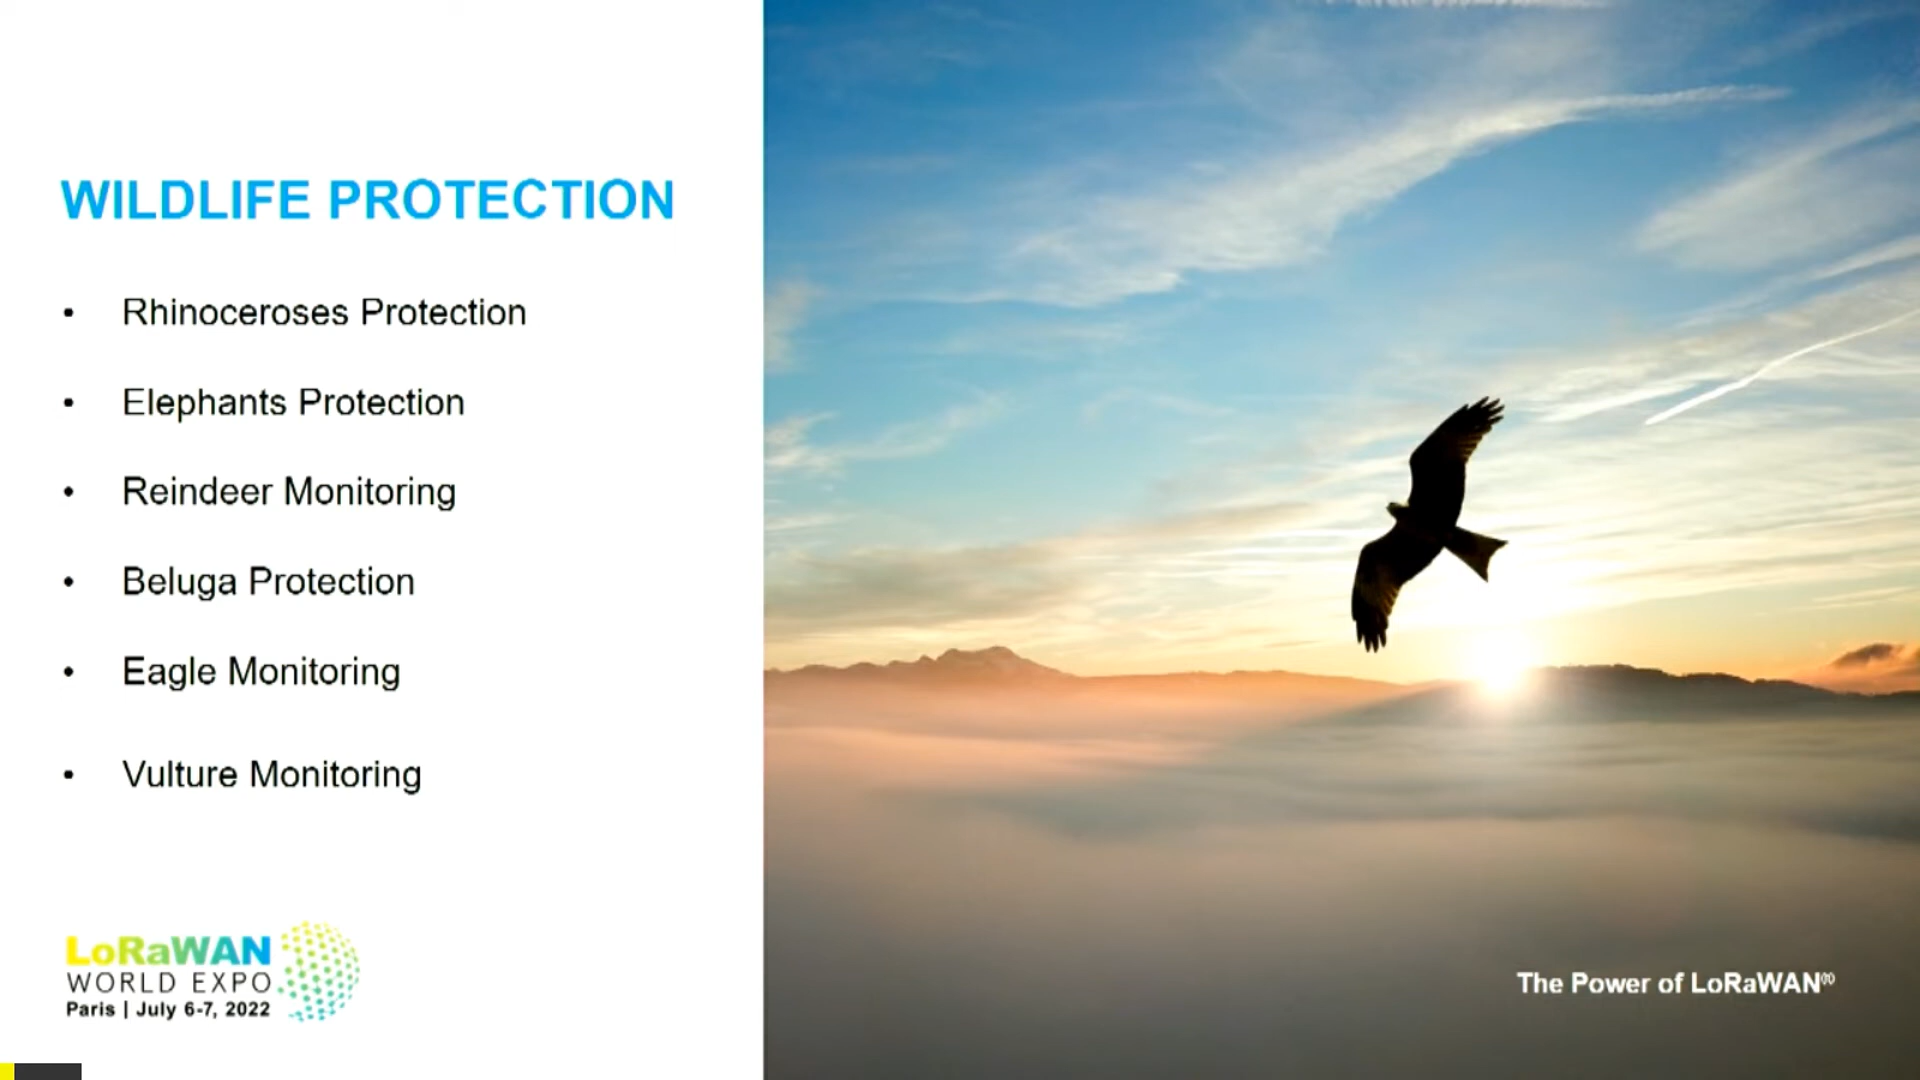 WILDLIFE PROTECTION
• Rhinoceroses Protection
• Elephants Protection
• Reindeer Monitoring
• Beluga Protection
• Eagle Monitoring
• Vulture Monitoring
LoRaWAN
WORLD EXPO
Paris | July 6-7, 2022
The Power of LoRaWAN®